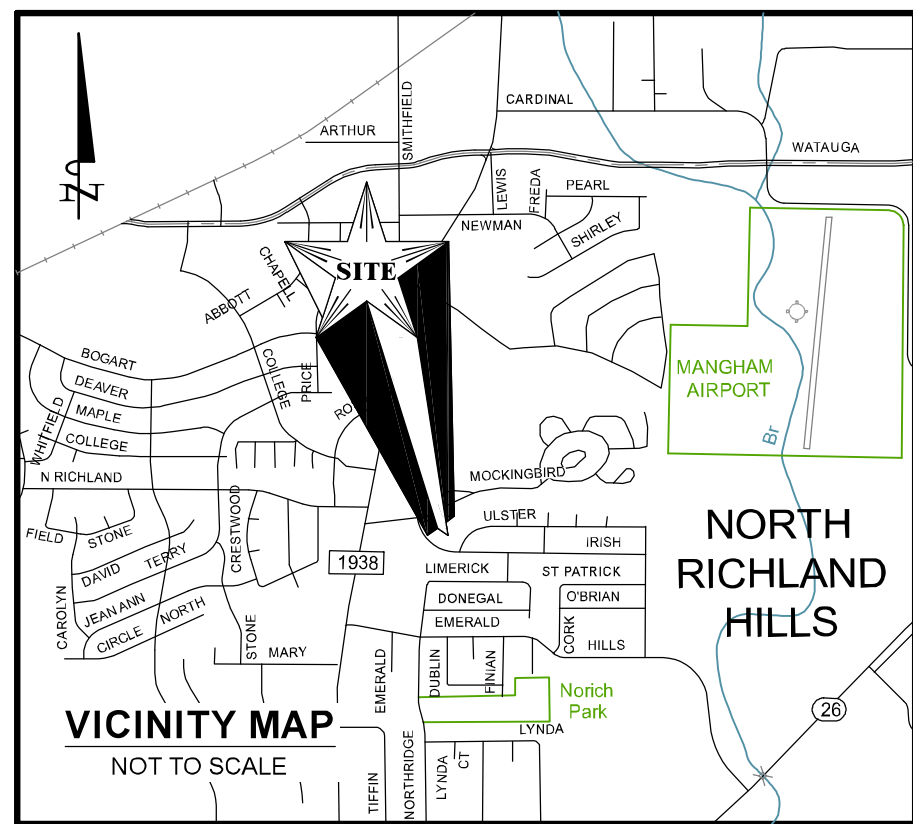 CARDINAL
SMITHFIELD
ARTHUR
WATAUGA
N
LEWIS
FREDA
PEARL
NEWMAN
SHIRLEY
CHAPELL
SITE
ABBOTT
BOGART
COLLEGE
PRICE
MANGHAM
AIRPORT
DEAVER
RO
MAPLE
WHITFIELD
COLLEGE
Br
N RICHLAND
MOCKINGBIRD
CRESTWOOD
ULSTER
NORTH
RICHLAND
HILLS
FIELD
STONE
IRISH
DAVID
TERRY
1938
LIMERICK
ST PATRICK
DONEGAL
O'BRIAN
JEAN ANN
CAROLYN
CIRCLE
NORTH
EMERALD
STONE
CORK
HILLS
MARY
EMERALD
DUBLIN
FINIAN
Norich
Park
26
VICINITY MAP
LYNDA
NOT TO SCALE
TIFFIN
NORTHRIDGE
LYNDA
CT